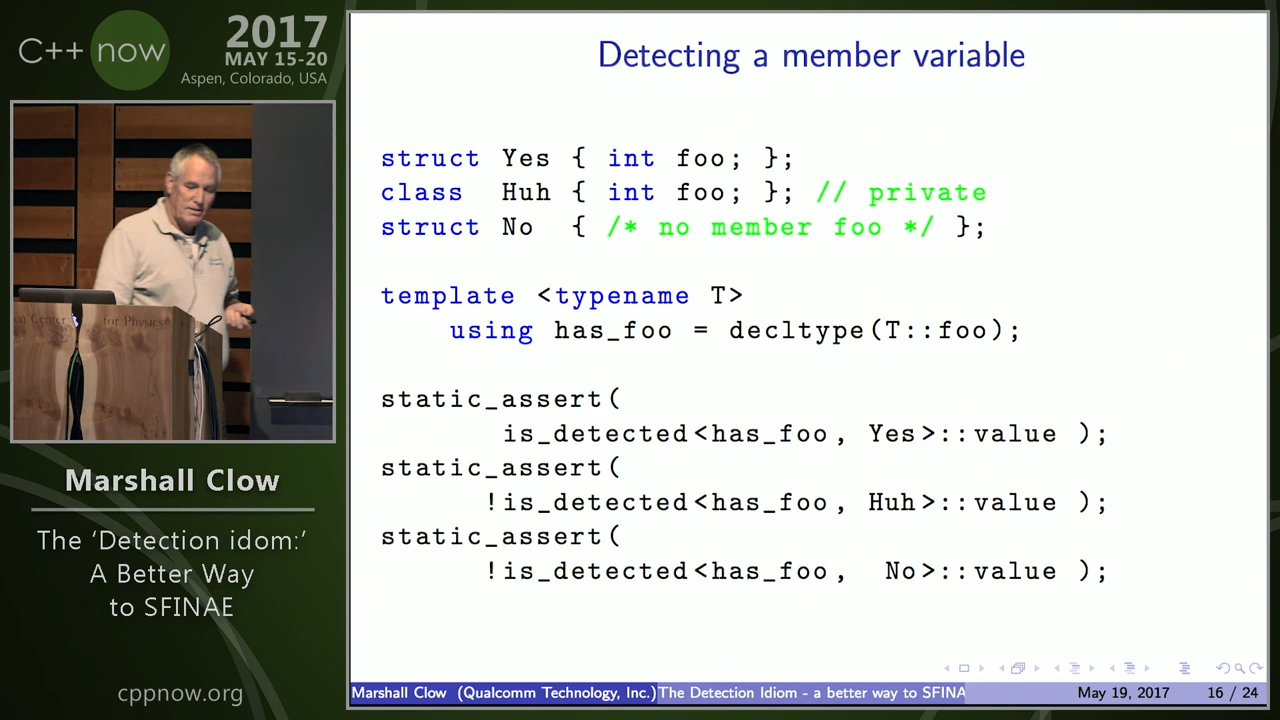 C++ now
2017
MAY 15-20
Aspen, Colorado, USA
for Physics
Marshall Clow
The ‘Detection idom:’
A Better Way
to SFINAE
cppnow.org
Detecting a member variable
struct Yes { int foo; };
class Huh { int foo; }; // private
struct No { /* no member foo */ };
template <typename T>
using has_foo = decltype(T::foo);
static_assert(
is_detected<has_foo, Yes>::value );
static_assert(
!is_detected<has_foo, Huh>::value );
static_assert(
!is_detected<has_foo, No>::value );
Marshall Clow (Qualcomm Technology, Inc.) The Detection Idiom - a better way to SFINA May 19, 2017 16 / 24